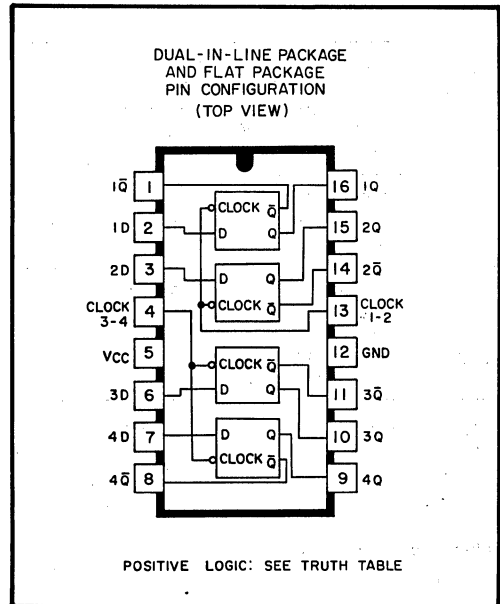 DUAL-IN-LINE PACKAGE
AND FLAT PACKAGE
PIN CONFIGURATION
(TOP VIEW)
1Q̅ 1 CLOCK Q̅ 16 1Q
1D 2 D Q 15 2Q
2D 3 D Q 14 2Q̅
CLOCK 3-4 4 CLOCK Q̅ 13 CLOCK 1-2
VCC 5 12 GND
3D 6 CLOCK Q̅ 11 3Q̅
D Q
4D 7 D Q 10 3Q
4Q̅ 8 CLOCK Q̅ 9 4Q
POSITIVE LOGIC: SEE TRUTH TABLE